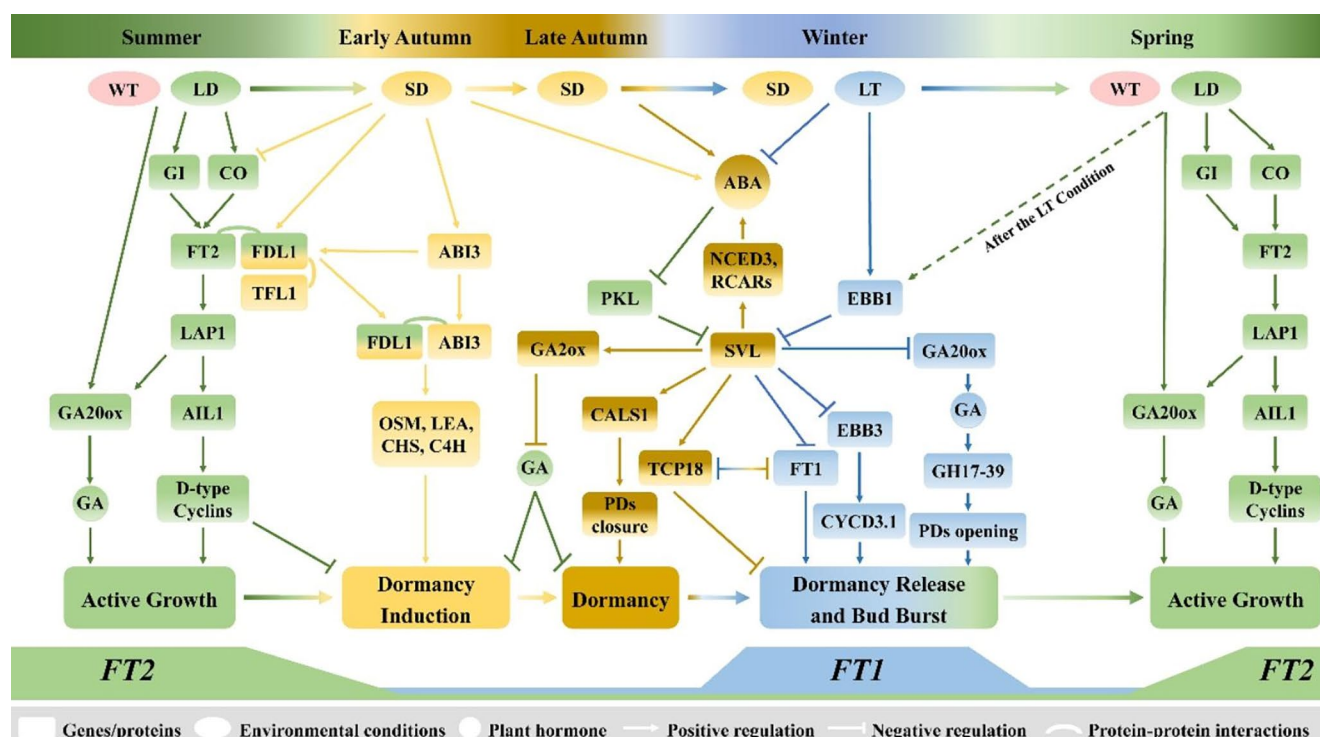 Summer Early Autumn Late Autumn Winter Spring
WT LD SD SD SD LT WT LD
GI CO ABA GI CO
After the LT Condition
FT2 FDL1 ABI3 NCED3, FT2
RCARs
TFL1 PKL EBB1
LAP1 FDL1 ABI3 GA2ox SVL GA20ox LAP1
GA20ox AIL1 OSM, LEA, CALS1 EBB3 GA GA20ox AIL1
CHS, C4H
GA TCP18 FT1 GH17-39
GA D-type PDs CYCD3.1 PDs opening GA D-type
Cyclins closure Cyclins
Active Growth Dormancy Dormancy Dormancy Release Active Growth
Induction and Bud Burst
FT2 FT1 FT2
Genes/proteins Environmental conditions Plant hormone Positive regulation Negative regulation Protein-protein interactions